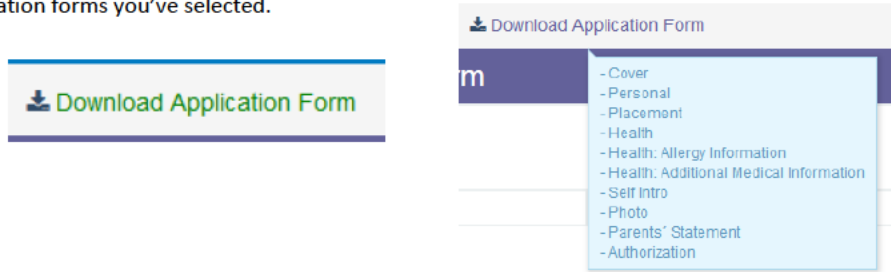 ation forms you've selected.
Download Application Form
Download Application Form
rm
- Cover
- Personal
- Placement
- Health
- Health: Allergy Information
- Health: Additional Medical Information
- Self Intro
- Photo
- Parents' Statement
- Authorization